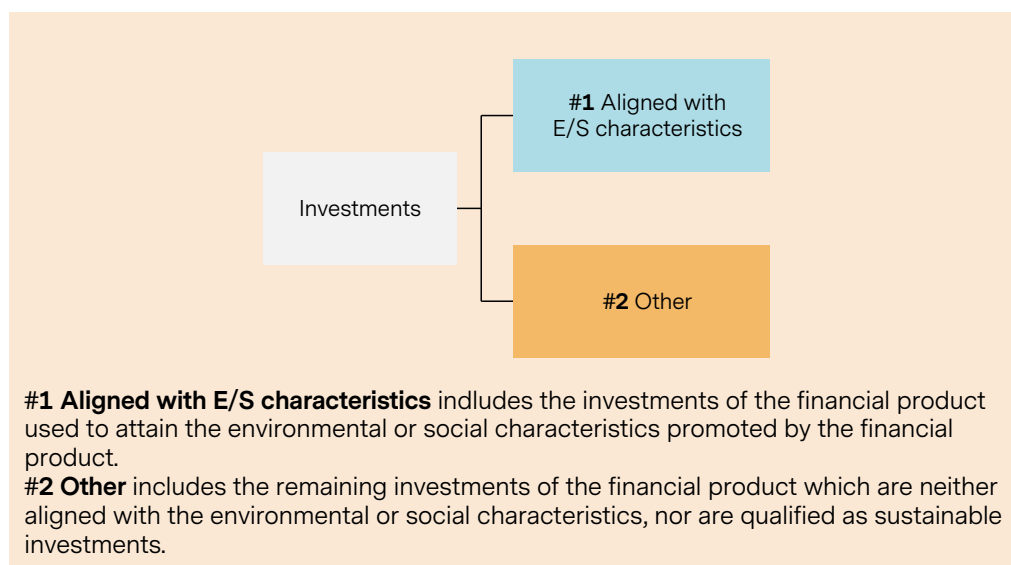 #1 Aligned with
E/S characteristics
Investments
#2 Other
#1 Aligned with E/S characteristics indludes the investments of the financial product
used to attain the environmental or social characteristics promoted by the financial
product.
#2 Other includes the remaining investments of the financial product which are neither
aligned with the environmental or social characteristics, nor are qualified as sustainable
investments.